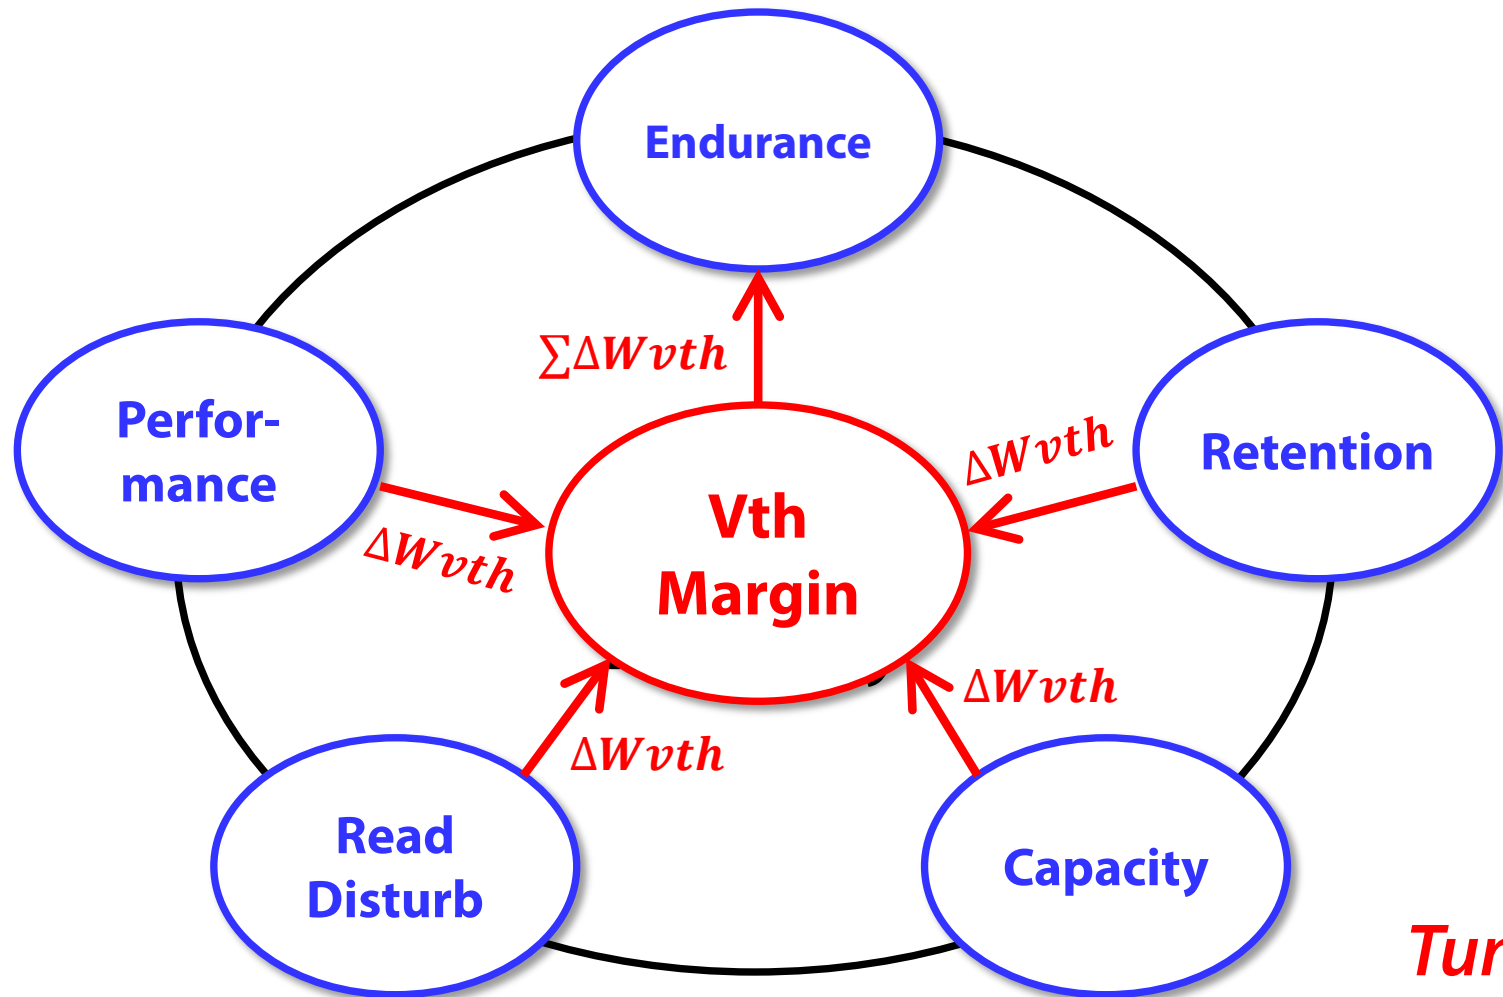 Endurance
∑ΔWvth
Perfor-
mance
ΔWvth
Retention
ΔWvth
Vth
Margin
ΔWvth
ΔWvth
Read
Disturb
Capacity